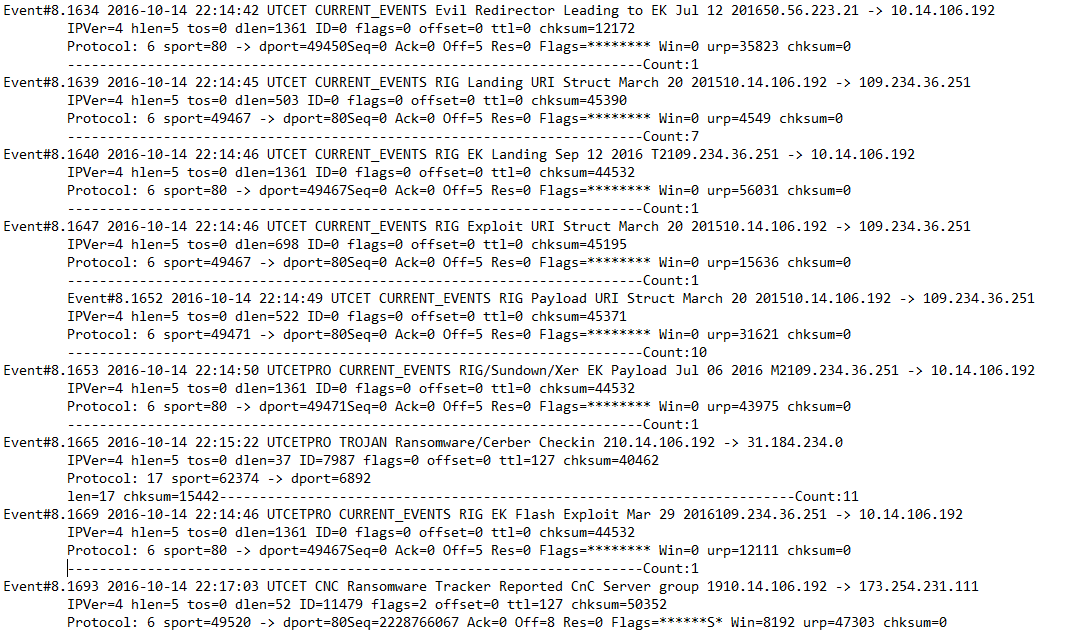 Event#8.1634 2016-10-14 22:14:42 UTCET CURRENT_EVENTS Evil Redirector Leading to EK Jul 12 201650.56.223.21 -> 10.14.106.192
IPVer=4 hlen=5 tos=0 dlen=1361 ID=0 flags=0 offset=0 ttl=0 chksum=12172
Protocol: 6 sport=80 -> dport=49450Seq=0 Ack=0 Off=5 Res=0 Flags=******** Win=0 urp=35823 chksum=0
------------------------------------------------------------------------Count:1
Event#8.1639 2016-10-14 22:14:45 UTCET CURRENT_EVENTS RIG Landing URI Struct March 20 201510.14.106.192 -> 109.234.36.251
IPVer=4 hlen=5 tos=0 dlen=503 ID=0 flags=0 offset=0 ttl=0 chksum=45390
Protocol: 6 sport=49467 -> dport=80Seq=0 Ack=0 Off=5 Res=0 Flags=******** Win=0 urp=4549 chksum=0
------------------------------------------------------------------------Count:7
Event#8.1640 2016-10-14 22:14:46 UTCET CURRENT_EVENTS RIG EK Landing Sep 12 2016 T2109.234.36.251 -> 10.14.106.192
IPVer=4 hlen=5 tos=0 dlen=1361 ID=0 flags=0 offset=0 ttl=0 chksum=44532
Protocol: 6 sport=80 -> dport=49467Seq=0 Ack=0 Off=5 Res=0 Flags=******** Win=0 urp=56031 chksum=0
------------------------------------------------------------------------Count:1
Event#8.1647 2016-10-14 22:14:46 UTCET CURRENT_EVENTS RIG Exploit URI Struct March 20 201510.14.106.192 -> 109.234.36.251
IPVer=4 hlen=5 tos=0 dlen=698 ID=0 flags=0 offset=0 ttl=0 chksum=45195
Protocol: 6 sport=49467 -> dport=80Seq=0 Ack=0 Off=5 Res=0 Flags=******** Win=0 urp=15636 chksum=0
------------------------------------------------------------------------Count:1
Event#8.1652 2016-10-14 22:14:49 UTCET CURRENT_EVENTS RIG Payload URI Struct March 20 201510.14.106.192 -> 109.234.36.251
IPVer=4 hlen=5 tos=0 dlen=522 ID=0 flags=0 offset=0 ttl=0 chksum=45371
Protocol: 6 sport=49471 -> dport=80Seq=0 Ack=0 Off=5 Res=0 Flags=******** Win=0 urp=31621 chksum=0
------------------------------------------------------------------------Count:10
Event#8.1653 2016-10-14 22:14:50 UTCETPRO CURRENT_EVENTS RIG/Sundown/Xer EK Payload Jul 06 2016 M2109.234.36.251 -> 10.14.106.192
IPVer=4 hlen=5 tos=0 dlen=1361 ID=0 flags=0 offset=0 ttl=0 chksum=44532
Protocol: 6 sport=80 -> dport=49471Seq=0 Ack=0 Off=5 Res=0 Flags=******** Win=0 urp=43975 chksum=0
------------------------------------------------------------------------Count:1
Event#8.1665 2016-10-14 22:15:22 UTCETPRO TROJAN Ransomware/Cerber Checkin 210.14.106.192 -> 31.184.234.0
IPVer=4 hlen=5 tos=0 dlen=37 ID=7987 flags=0 offset=0 ttl=127 chksum=40462
Protocol: 17 sport=62374 -> dport=6892
len=17 chksum=15442------------------------------------------------------------------------Count:11
Event#8.1669 2016-10-14 22:14:46 UTCETPRO CURRENT_EVENTS RIG EK Flash Exploit Mar 29 2016109.234.36.251 -> 10.14.106.192
IPVer=4 hlen=5 tos=0 dlen=1361 ID=0 flags=0 offset=0 ttl=0 chksum=44532
Protocol: 6 sport=80 -> dport=49467Seq=0 Ack=0 Off=5 Res=0 Flags=******** Win=0 urp=12111 chksum=0
------------------------------------------------------------------------Count:1
Event#8.1693 2016-10-14 22:17:03 UTCET CNC Ransomware Tracker Reported CnC Server group 1910.14.106.192 -> 173.254.231.111
IPVer=4 hlen=5 tos=0 dlen=52 ID=11479 flags=2 offset=0 ttl=127 chksum=50352
Protocol: 6 sport=49520 -> dport=80Seq=2228766067 Ack=0 Off=8 Res=0 Flags=******S* Win=8192 urp=47303 chksum=0